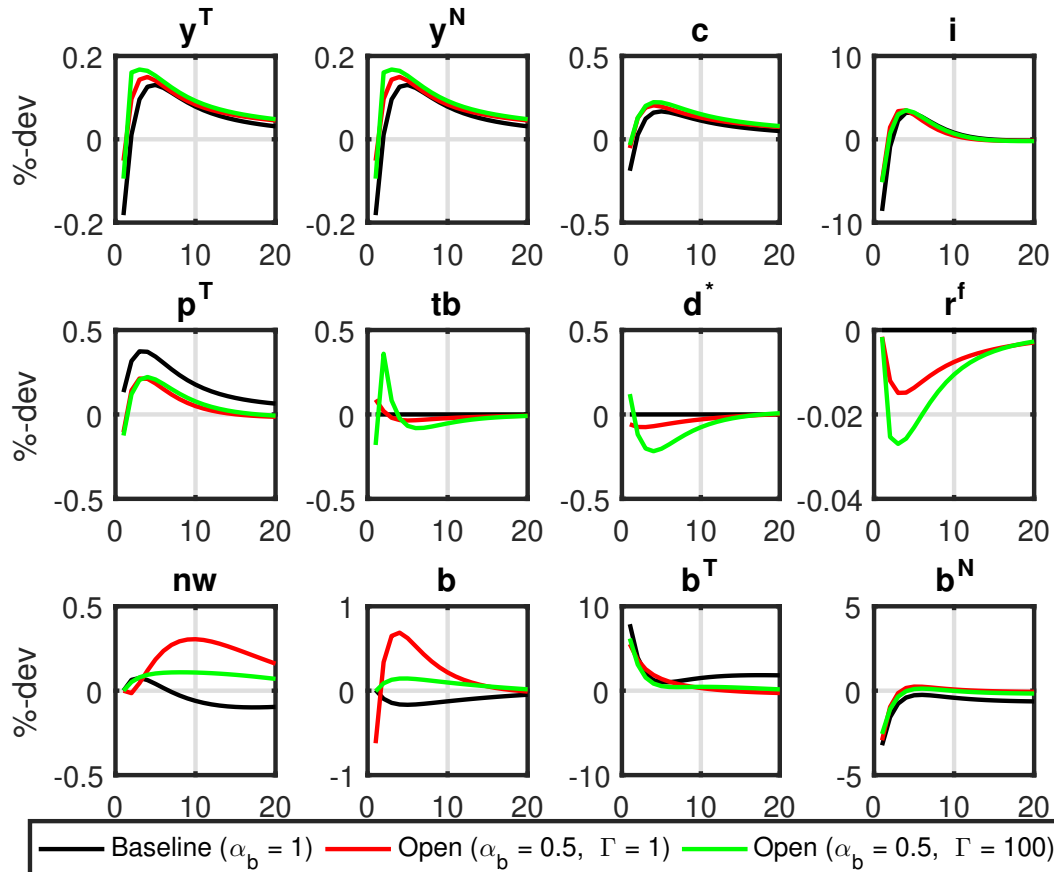 y^T y^N c i
%-dev
0.2 0.2 0.5 10
0 0 0 0
-0.2 -0.2 -0.5 -10
0 10 20 0 10 20 0 10 20 0 10 20
p^T tb d^* r^f
%-dev
0.5 0.5 0.5 0
0 0 0 -0.02
-0.5 -0.5 -0.5 -0.04
0 10 20 0 10 20 0 10 20 0 10 20
nw b b^T b^N
%-dev
0.5 1 10 5
0 0 0 0
-0.5 -1 -10 -5
0 10 20 0 10 20 0 10 20 0 10 20
Baseline (α_b = 1) Open (α_b = 0.5, Γ = 1) Open (α_b = 0.5, Γ = 100)